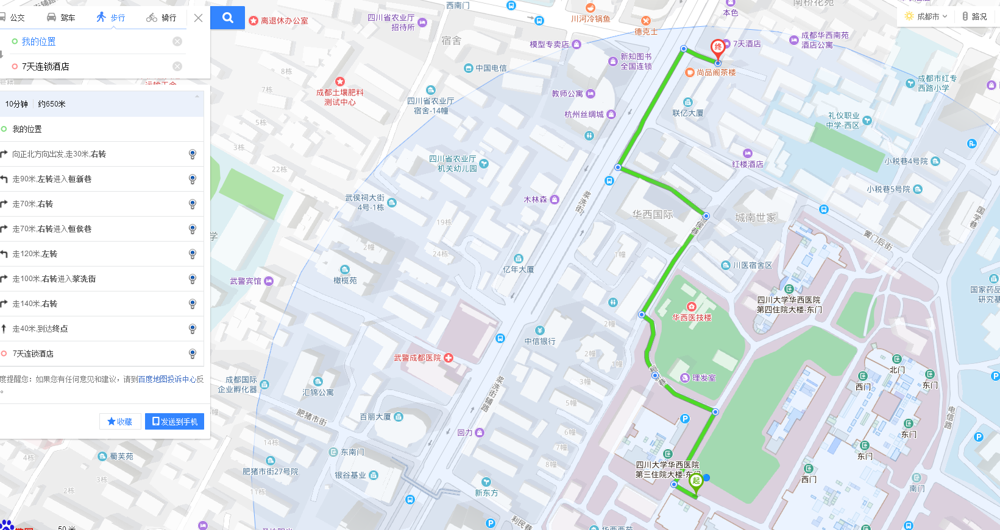 公交
驾车
步行
骑行
我的位置
7天连锁酒店
10分钟
约650米
我的位置
向正北方向出发,走30米,右转
走90米,左转进入恒新巷
走70米,右转
走70米,右转进入恒侯巷
走120米,左转
走100米,右转进入浆洗街
走140米,右转
走40米,到达终点
7天连锁酒店
度提醒您：如果您有任何意见和建议，请到百度地图投诉中心反
。
收藏
发送到手机
成都市
路况
西南门
离退休办公室
四川省农业厅
招待所
川河冷锅鱼
德克士
本色
南桥花苑
宿舍
模型专卖店
新知图书
全国连锁
终
7天酒店
成都华西南苑
酒店公寓
中国电信
尚品阁茶楼
成都市红专
西路小学
8栋
7栋
成都土壤肥料
测试中心
四川省农业厅
宿舍-14幢
教师公寓
杭州丝绸城
联亿大厦
礼仪职业
中学-西区
5栋
3栋
22栋
四川省农业厅
机关幼儿园
红楼酒店
小税巷4号院
小税巷5号院
武侯祠大街
4号-1栋
木林森
浆洗街
华西国际
城南世家
国学巷
黉门后街
19栋
学
2幢
24栋
1幢
亿年大厦
川医宿舍区
武警宾馆
橄榄苑
四川大学华西医院
第四住院大楼-东门
国家药品
研究基
华西医技楼
2幢
中信银行
2幢
1幢
武警成都医院
理发室
3幢
北门
西门
东门
成都国际
企业孵化器
汇锦公寓
浆洗街辅路
5幢
肥猪市街
百丽大厦
回力
6幢
7幢
8幢
电信路
东门
东门
14栋
东南门
4栋
蜀芙苑
肥猪市街27号院
3栋
2栋
11栋
银谷基业
新东方
四川大学华西医院
第三住院大楼-东门
起
西门
南门
利民巷
华西西苑
50 米